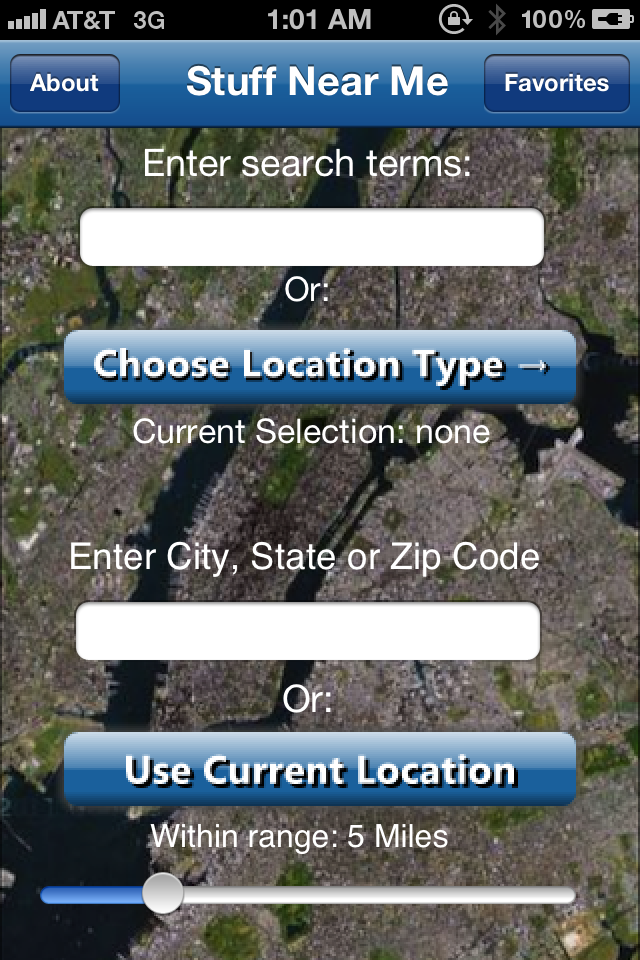 AT&T 3G 1:01 AM 100%
About Stuff Near Me Favorites
Enter search terms:
Or:
Choose Location Type →
Current Selection: none
Enter City, State or Zip Code
Or:
Use Current Location
Within range: 5 Miles